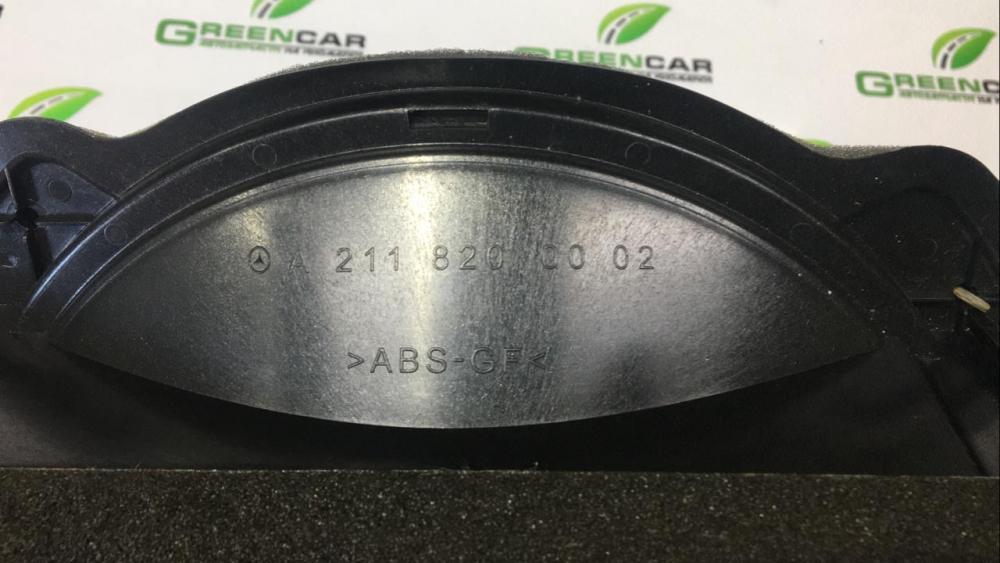 GREENCAR
GREENCAR
GREENCAR
A 211 820 00 02
>ABS-GF<